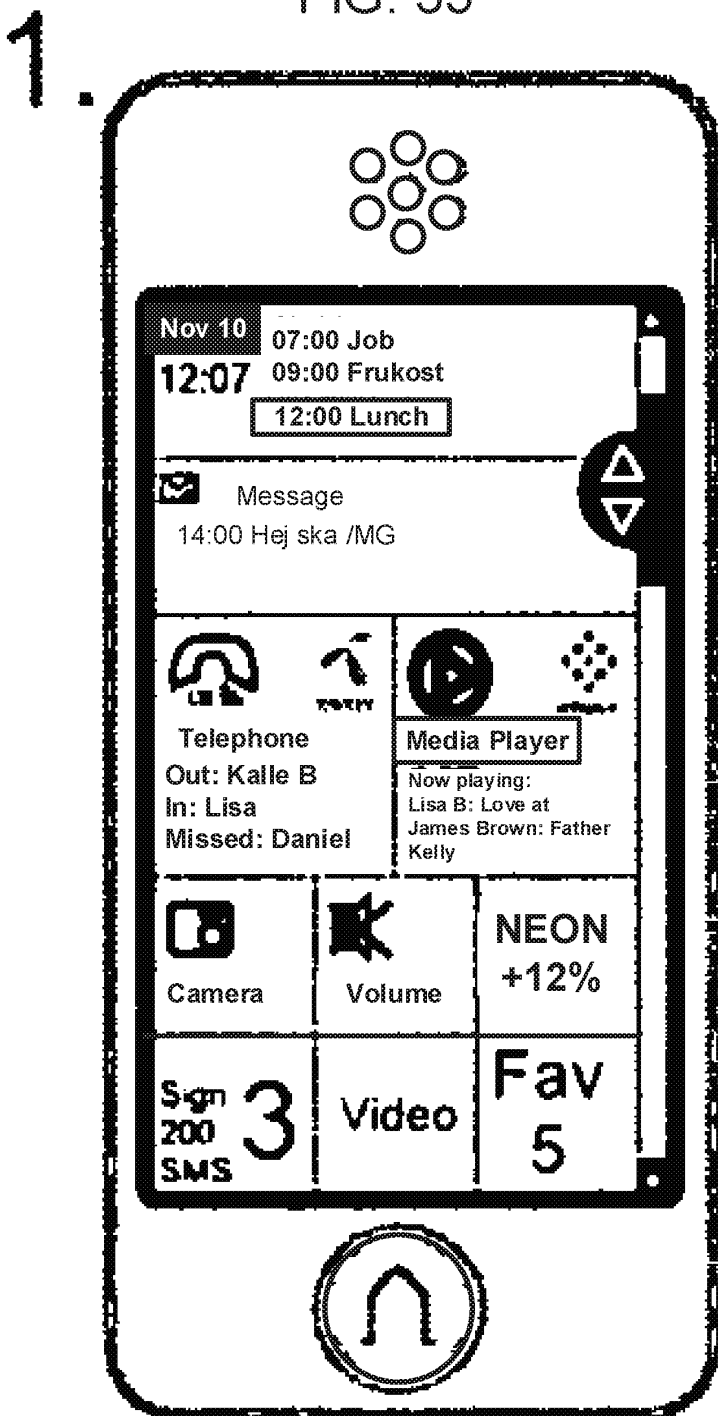 FIG. 55
1.
Nov 10
12:07
07:00 Job
09:00 Frukost
12:00 Lunch
Message
14:00 Hej ska /MG
Telephone
Out: Kalle B
In: Lisa
Missed: Daniel
Media Player
Now playing:
Lisa B: Love at
James Brown: Father
Kelly
Camera
Volume
NEON
+12%
Sign
200
SMS
3
Video
Fav
5